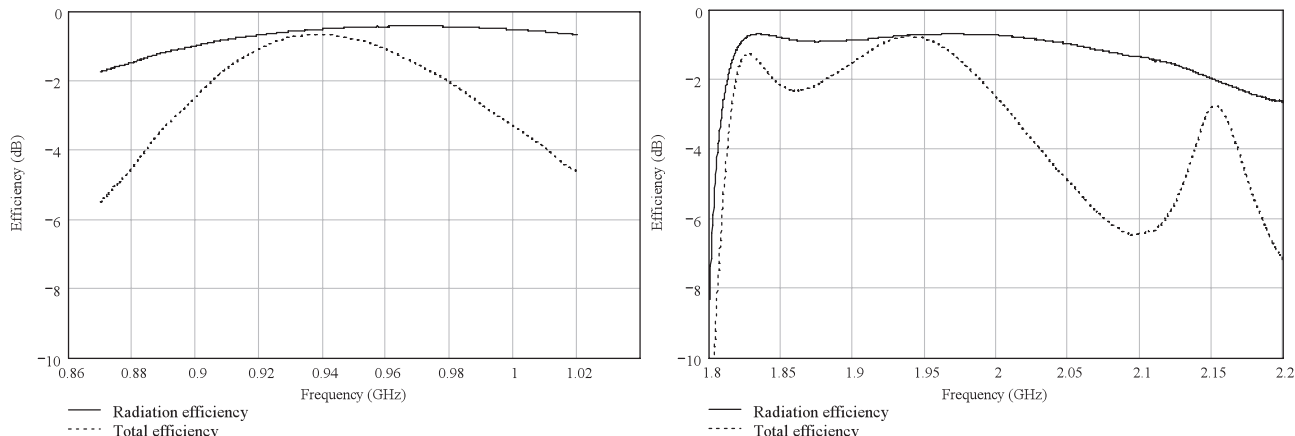 0
−2
−4
−6
−8
−10
Efficiency (dB)
0.86 0.88 0.9 0.92 0.94 0.96 0.98 1 1.02
Frequency (GHz)
Radiation efficiency
Total efficiency
0
−2
−4
−6
−8
−10
Efficiency (dB)
1.8 1.85 1.9 1.95 2 2.05 2.1 2.15 2.2
Frequency (GHz)
Radiation efficiency
Total efficiency